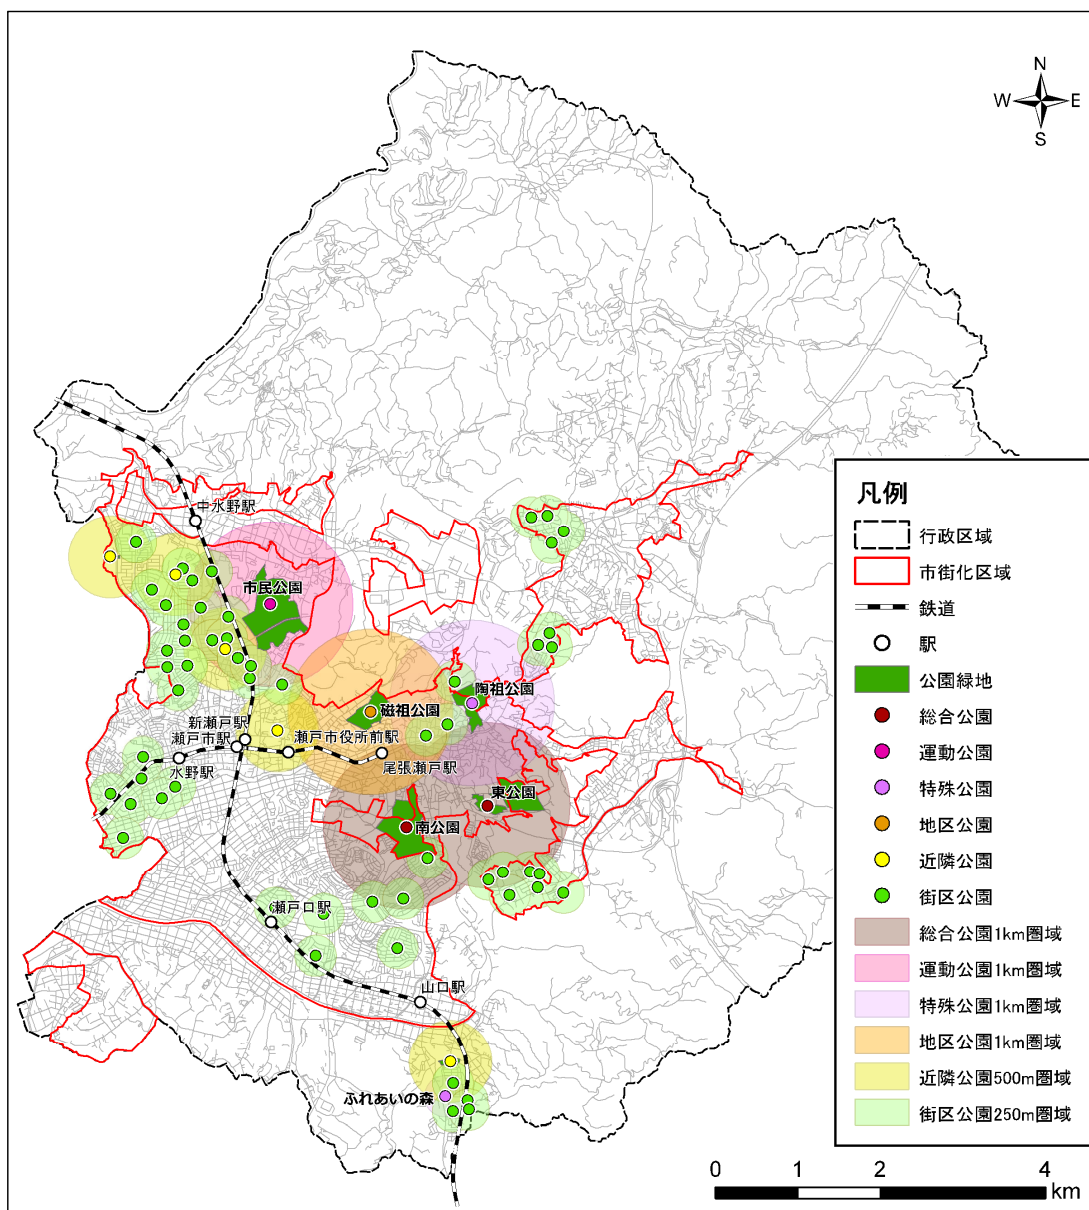 N
W
E
S
中水野駅
市民公園
陶祖公園
磁祖公園
新瀬戸駅
瀬戸市駅
瀬戸市役所前駅
水野駅
尾張瀬戸駅
東公園
南公園
瀬戸口駅
山口駅
ふれあいの森
凡例
行政区域
市街化区域
鉄道
駅
公園緑地
総合公園
運動公園
特殊公園
地区公園
近隣公園
街区公園
総合公園1km圏域
運動公園1km圏域
特殊公園1km圏域
地区公園1km圏域
近隣公園500m圏域
街区公園250m圏域
0 1 2 4
km